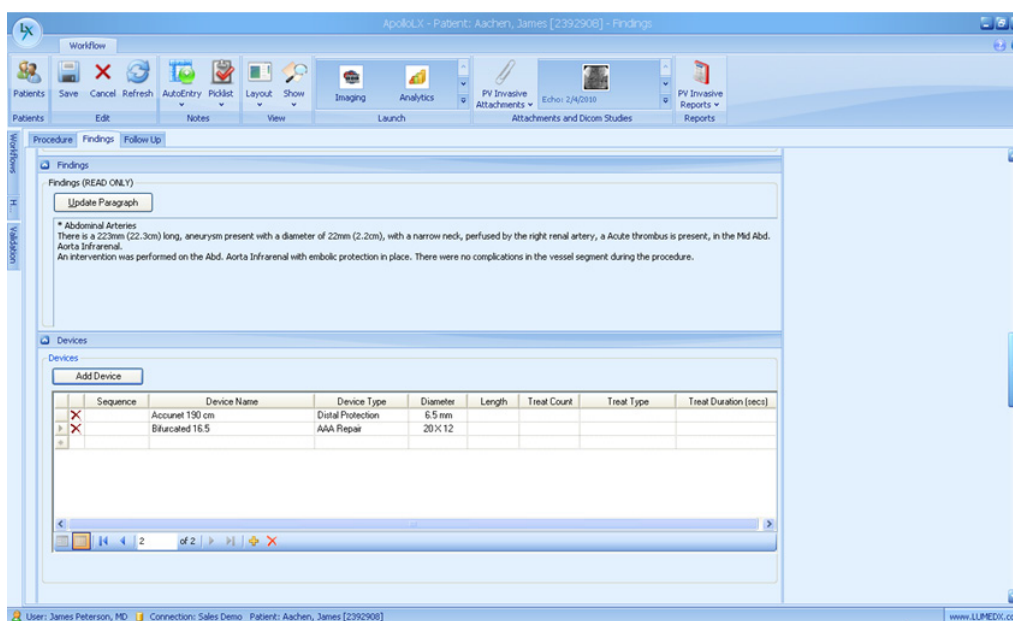 ApolloLX - Patient: Aachen, James [2392908] - Findings
LX
Workflow
Patients Save Cancel Refresh AutoEntry Picklist Layout Show Imaging Analytics PV Invasive Attachments Echo: 2/4/2010 PV Invasive Reports
Patients Edit Notes View Launch Attachments and Dicom Studies Reports
Workflows
H...
Validation
Procedure Findings Follow Up
Findings
Findings (READ ONLY)
Update Paragraph
* Abdominal Arteries
There is a 223mm (22.3cm) long, aneurysm present with a diameter of 22mm (2.2cm), with a narrow neck, perfused by the right renal artery, a Acute thrombus is present, in the Mid Abd.
Aorta Infrarenal.
An intervention was performed on the Abd. Aorta Infrarenal with embolic protection in place. There were no complications in the vessel segment during the procedure.
Devices
Devices
Add Device
Sequence Device Name Device Type Diameter Length Treat Count Treat Type Treat Duration (secs)
Accunet 190 cm Distal Protection 6.5 mm
Bifurcated 16.5 AAA Repair 20 X 12
2 of 2
User: James Peterson, MD Connection: Sales Demo Patient: Aachen, James [2392908] www.LUMEDX.co